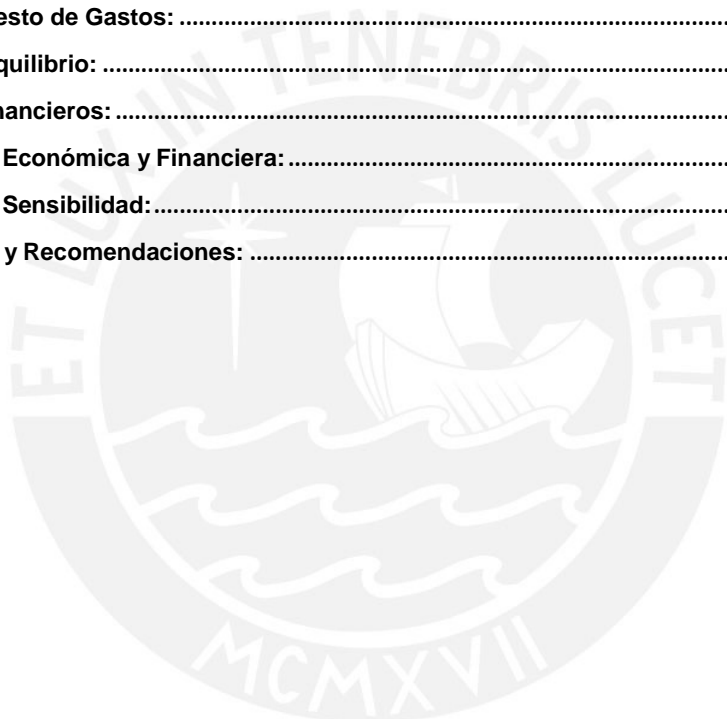 esto de Gastos: ....................................................................................................
quilibrio: ................................................................................................................
nancieros: ..............................................................................................................
Económica y Financiera: ...................................................................................
Sensibilidad: .........................................................................................................
y Recomendaciones: ..........................................................................................
ET LUX IN TENEBRIS LUCET
MCMXVII